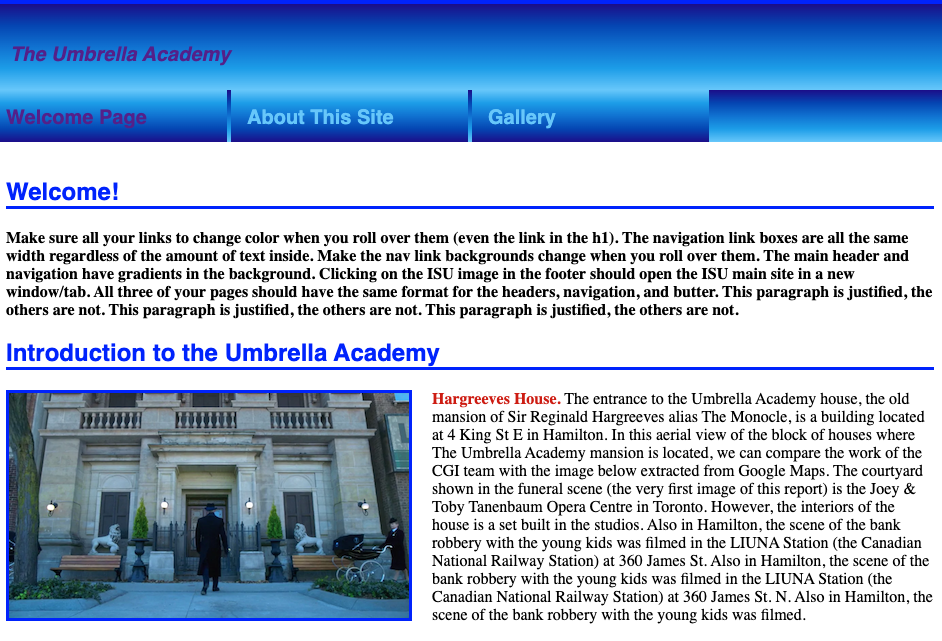 The Umbrella Academy
Welcome Page About This Site Gallery
Welcome!
Make sure all your links to change color when you roll over them (even the link in the h1). The navigation link boxes are all the same
width regardless of the amount of text inside. Make the nav link backgrounds change when you roll over them. The main header and
navigation have gradients in the background. Clicking on the ISU image in the footer should open the ISU main site in a new
window/tab. All three of your pages should have the same format for the headers, navigation, and butter. This paragraph is justified, the
others are not. This paragraph is justified, the others are not. This paragraph is justified, the others are not.
Introduction to the Umbrella Academy
Hargreeves House. The entrance to the Umbrella Academy house, the old
mansion of Sir Reginald Hargreeves alias The Monocle, is a building located
at 4 King St E in Hamilton. In this aerial view of the block of houses where
The Umbrella Academy mansion is located, we can compare the work of the
CGI team with the image below extracted from Google Maps. The courtyard
shown in the funeral scene (the very first image of this report) is the Joey &
Toby Tanenbaum Opera Centre in Toronto. However, the interiors of the
house is a set built in the studios. Also in Hamilton, the scene of the bank
robbery with the young kids was filmed in the LIUNA Station (the Canadian
National Railway Station) at 360 James St. Also in Hamilton, the scene of the
bank robbery with the young kids was filmed in the LIUNA Station (the
Canadian National Railway Station) at 360 James St. N. Also in Hamilton, the
scene of the bank robbery with the young kids was filmed.